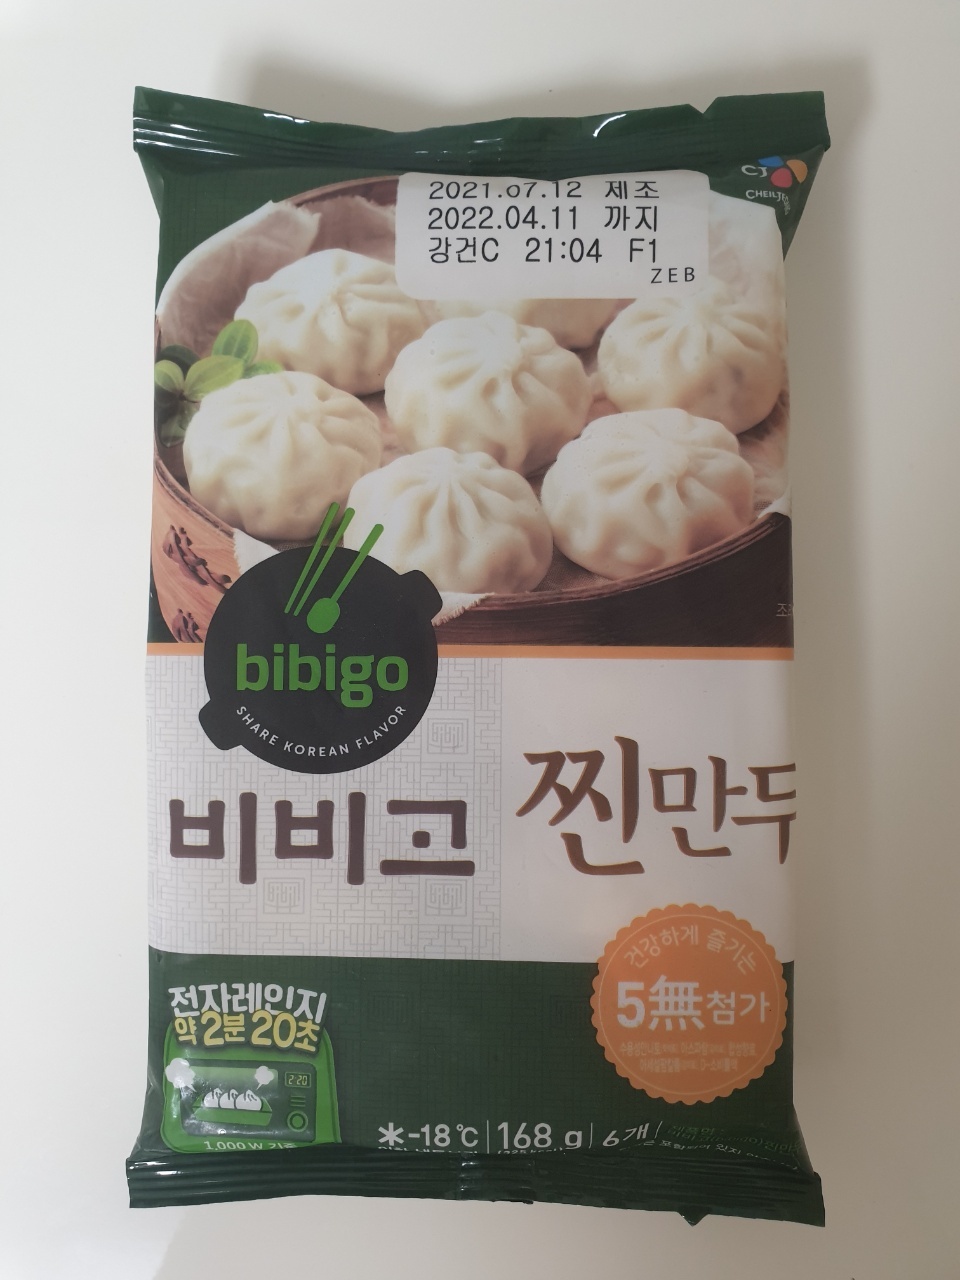 2021.07.12 제조
2022.04.11 까지
강건C 21:04 F1
ZEB
CJ
bibigo
SHARE KOREAN FLAVOR
비비고 찐만두
건강하게 즐기는
5無첨가
전자레인지
약 2분 20초
2:20
1,000 W
-18℃ 168 g 6개